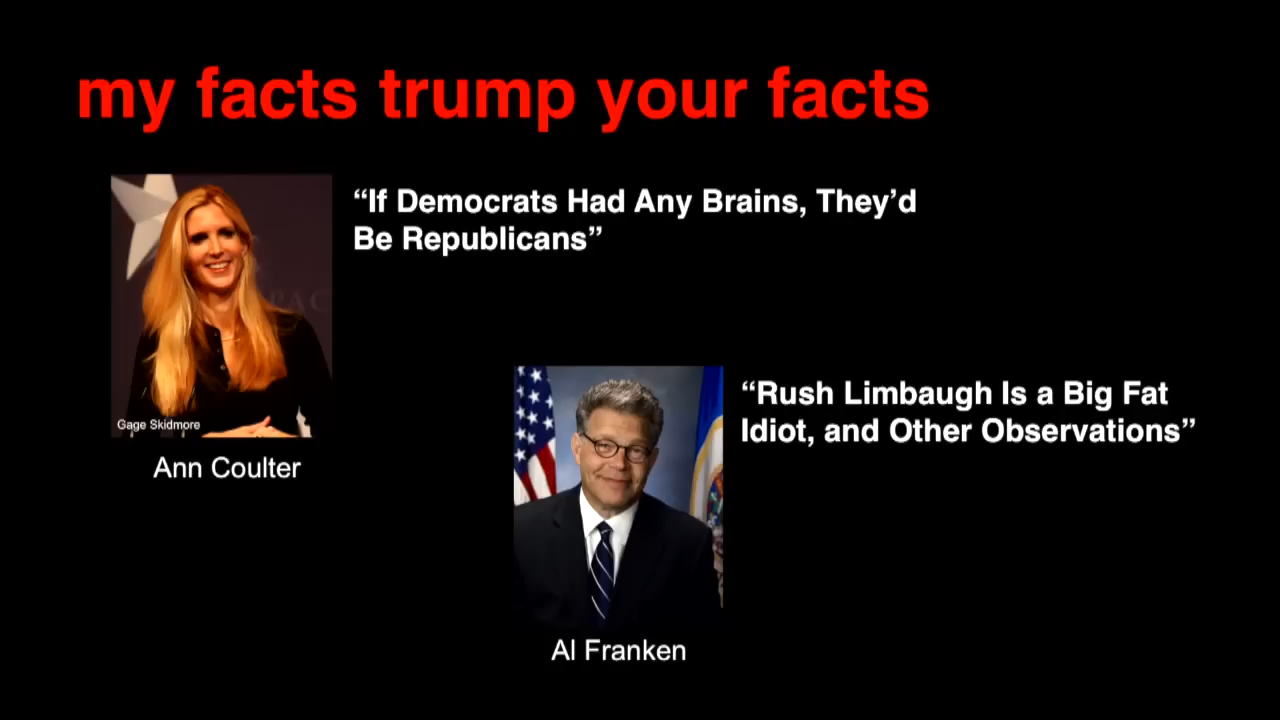 my facts trump your facts
“If Democrats Had Any Brains, They’d
Be Republicans”
PAC
Gage Skidmore
Ann Coulter
“Rush Limbaugh Is a Big Fat
Idiot, and Other Observations”
Al Franken